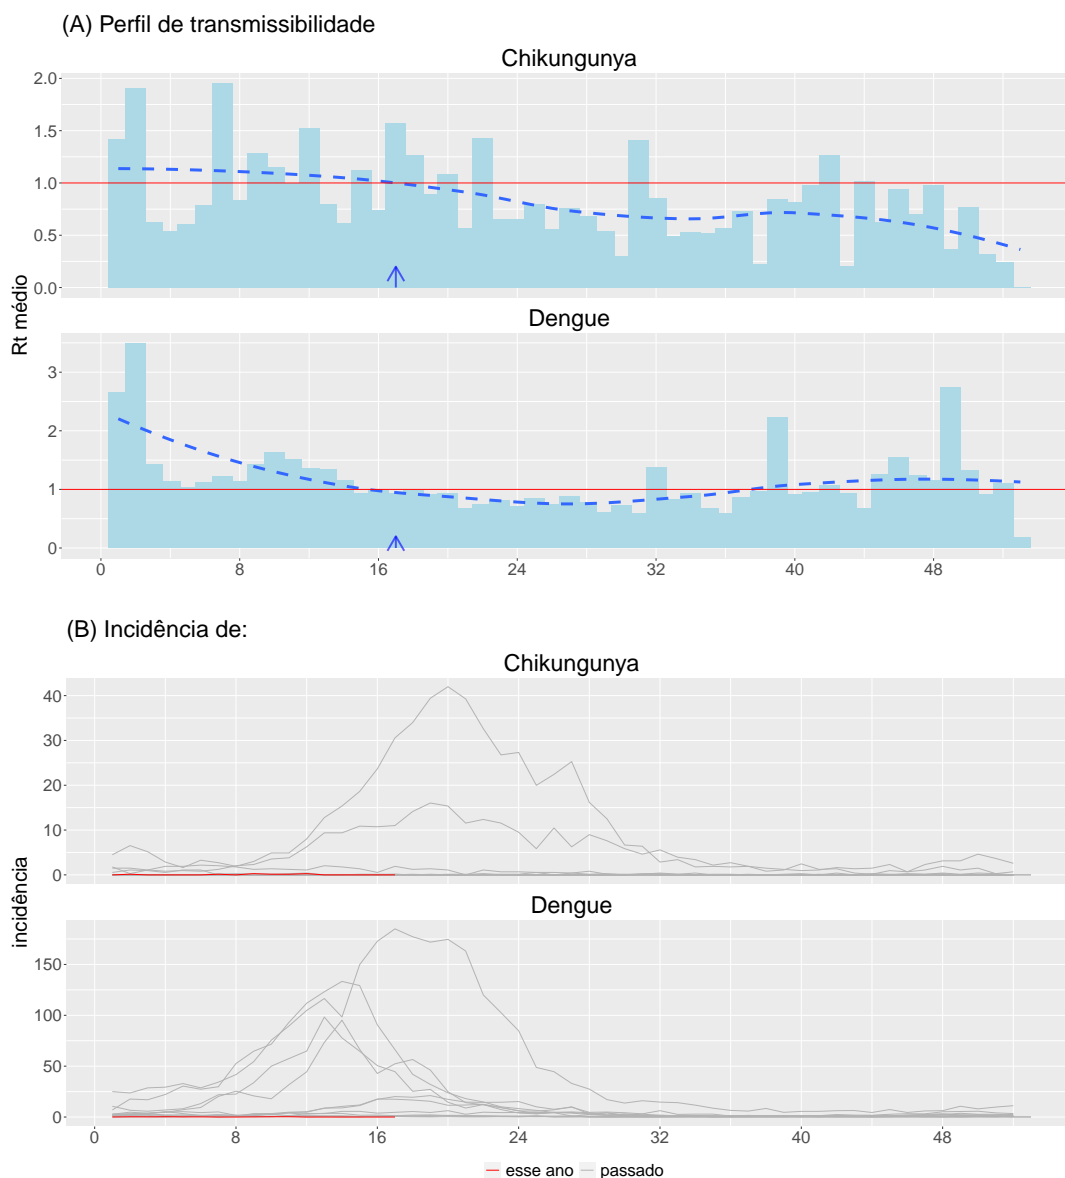 (A) Perfil de transmissibilidade
Chikungunya
2.0
1.5
1.0
0.5
0.0
Rt médio
Dengue
3
2
1
0
0 8 16 24 32 40 48
(B) Incidência de:
Chikungunya
40
30
20
10
0
incidência
Dengue
150
100
50
0
0 8 16 24 32 40 48
esse ano passado